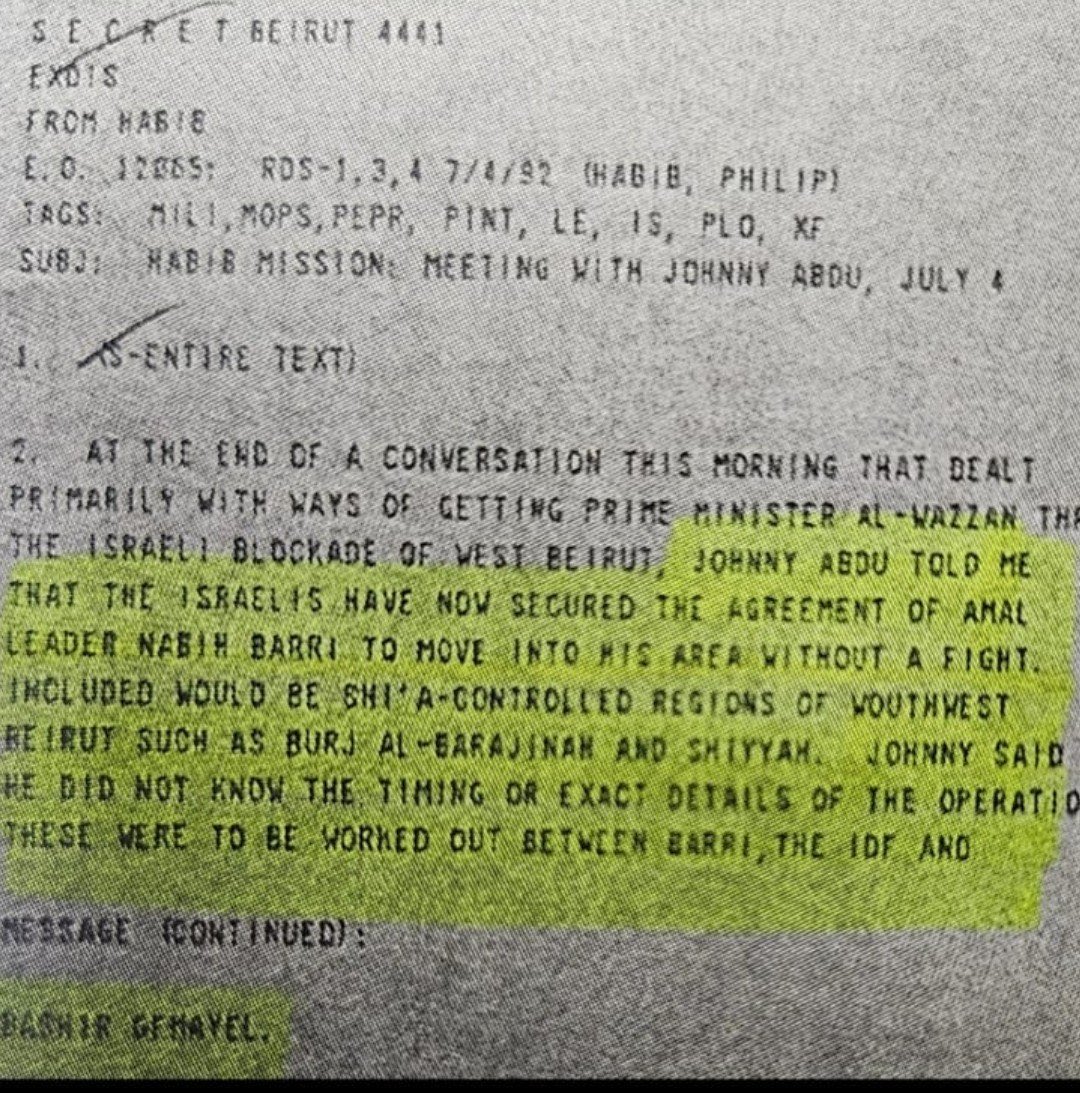 S E C R E T BEIRUT 4441
EXDIS
FROM HABIB
E.O. 12065: RDS-1,3,4 7/4/92 (HABIB, PHILIP)
TAGS: MILI,MOPS,PEPR, PINT, LE, IS, PLO, XF
SUBJ: HABIB MISSION: MEETING WITH JOHNNY ABDU, JULY 4
1. (S-ENTIRE TEXT)
2. AT THE END OF A CONVERSATION THIS MORNING THAT DEALT
PRIMARILY WITH WAYS OF GETTING PRIME MINISTER AL-WAZZAN THR
THE ISRAELI BLOCKADE OF WEST BEIRUT, JOHNNY ABDU TOLD ME
THAT THE ISRAELIS HAVE NOW SECURED THE AGREEMENT OF AMAL
LEADER NABIH BARRI TO MOVE INTO HIS AREA WITHOUT A FIGHT.
INCLUDED WOULD BE SHI'A-CONTROLLED REGIONS OF WOUTHWEST
BEIRUT SUCH AS BURJ AL-BARAJINAH AND SHIYYAH. JOHNNY SAID
HE DID NOT KNOW THE TIMING OR EXACT DETAILS OF THE OPERATIO
THESE WERE TO BE WORKED OUT BETWEEN BARRI,THE IDF AND
MESSAGE (CONTINUED):
BASHIR GEMAYEL.